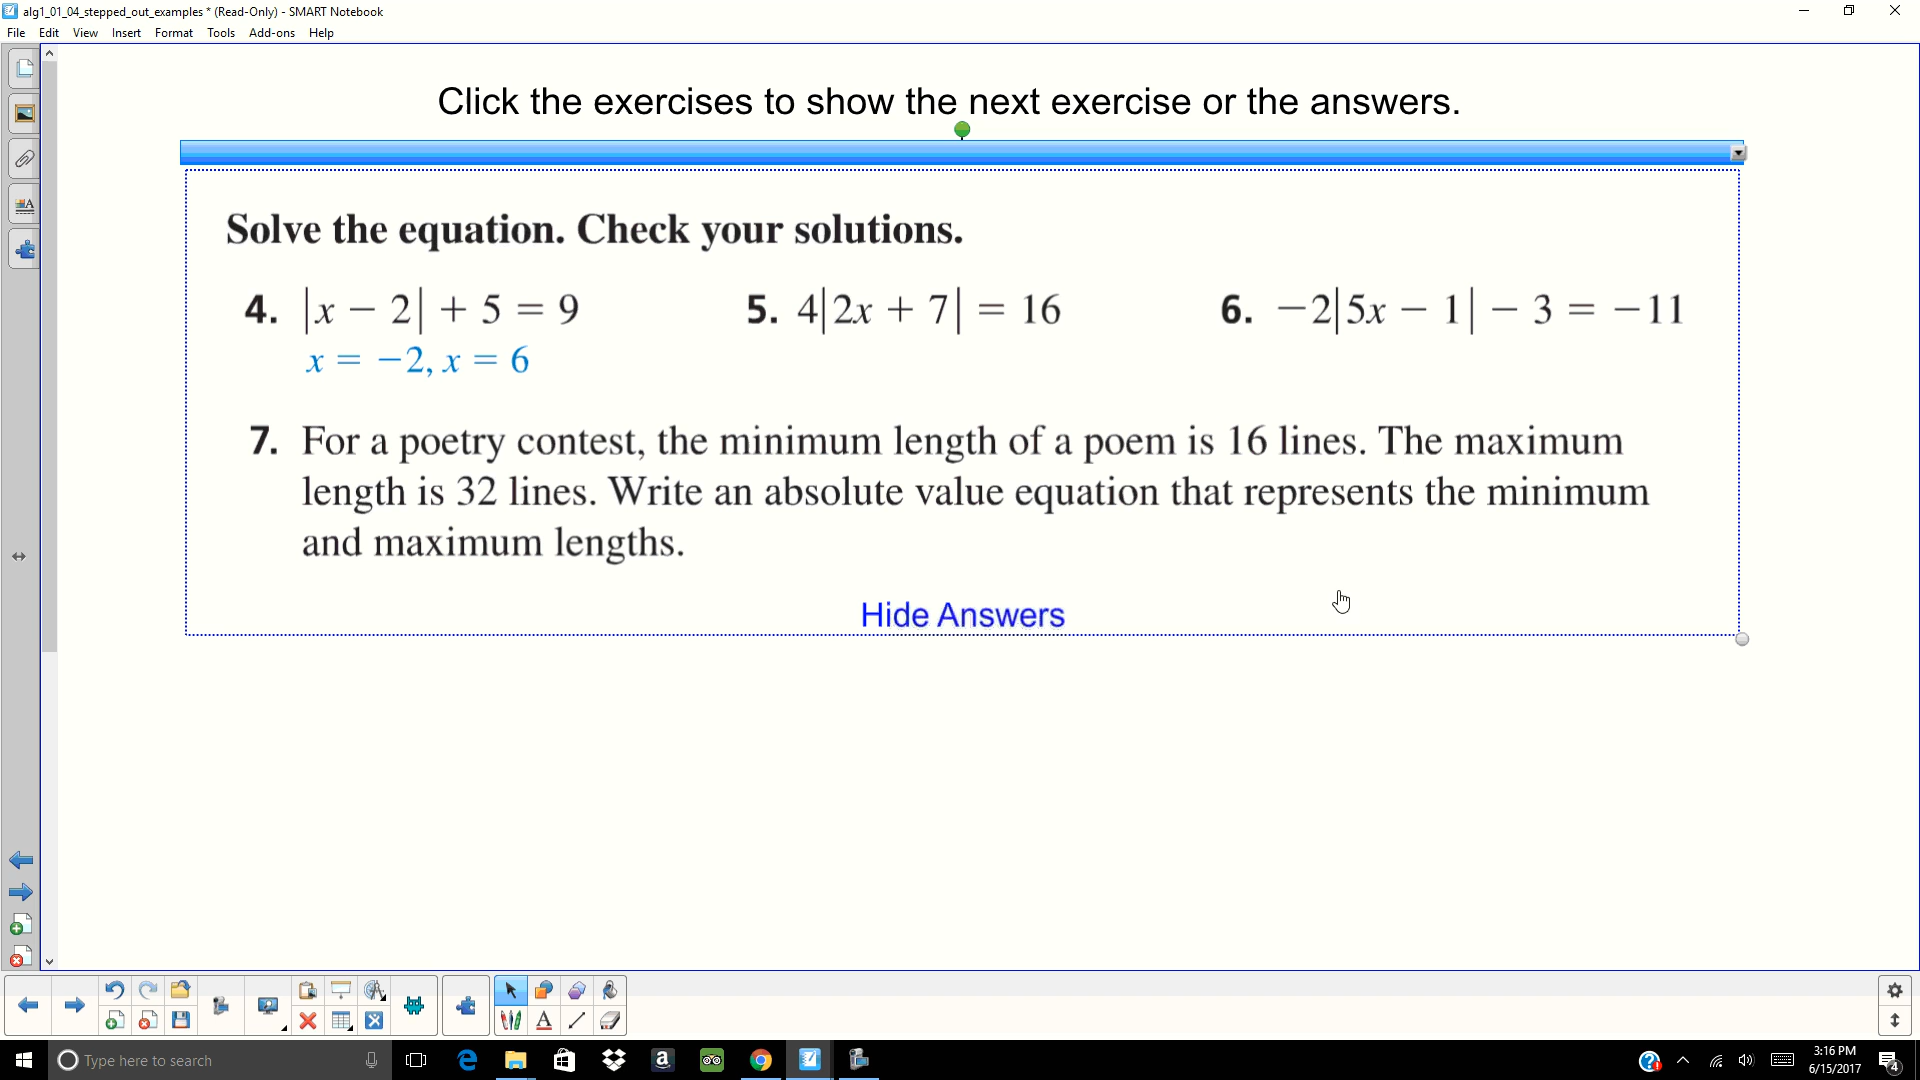 alg1_01_04_stepped_out_examples * (Read-Only) - SMART Notebook
File Edit View Insert Format Tools Add-ons Help
Click the exercises to show the next exercise or the answers.
Solve the equation. Check your solutions.
4. |x − 2| + 5 = 9 5. 4|2x + 7| = 16 6. −2|5x − 1| − 3 = −11
x = −2, x = 6
7. For a poetry contest, the minimum length of a poem is 16 lines. The maximum
length is 32 lines. Write an absolute value equation that represents the minimum
and maximum lengths.
Hide Answers
Type here to search
3:16 PM
6/15/2017
4